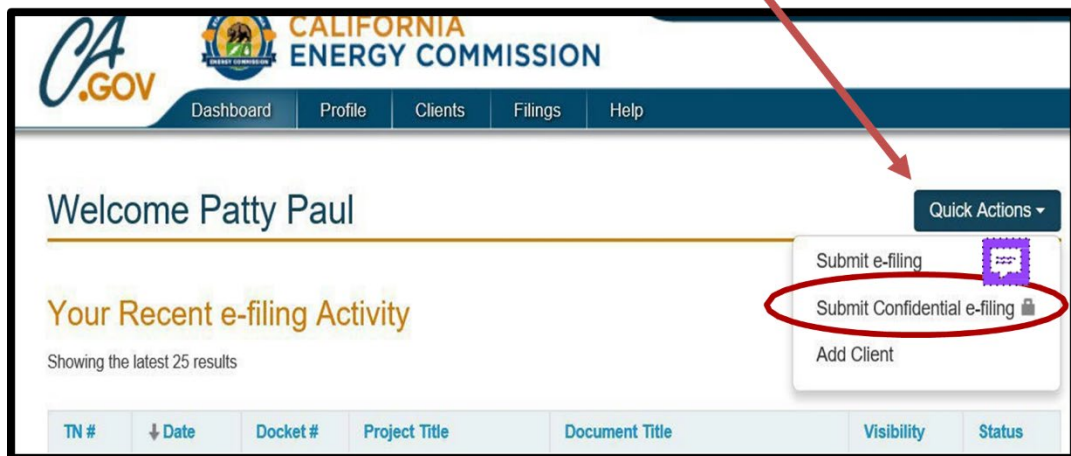 CA.GOV
CALIFORNIA
ENERGY COMMISSION
Dashboard Profile Clients Filings Help
Welcome Patty Paul
Quick Actions
Submit e-filing
Submit Confidential e-filing
Add Client
Your Recent e-filing Activity
Showing the latest 25 results
TN # Date Docket # Project Title Document Title Visibility Status